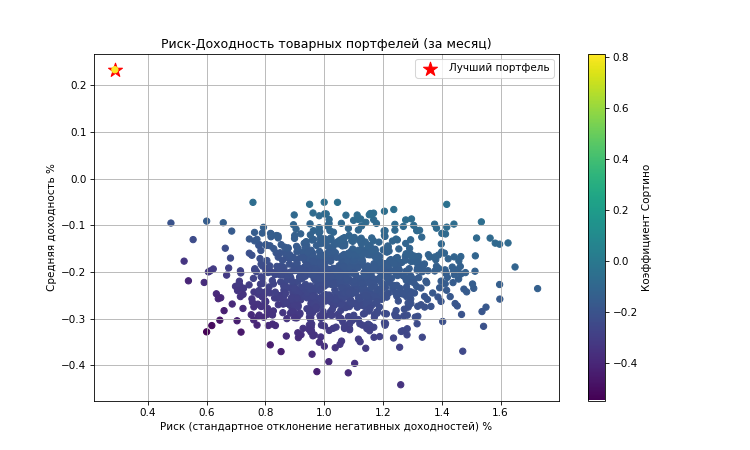 Риск-Доходность товарных портфелей (за месяц)
Лучший портфель
Средняя доходность %
0.2
0.1
0.0
−0.1
−0.2
−0.3
−0.4
0.4 0.6 0.8 1.0 1.2 1.4 1.6
Риск (стандартное отклонение негативных доходностей) %
0.8
0.6
0.4
0.2
0.0
−0.2
−0.4
Коэффициент Сортино